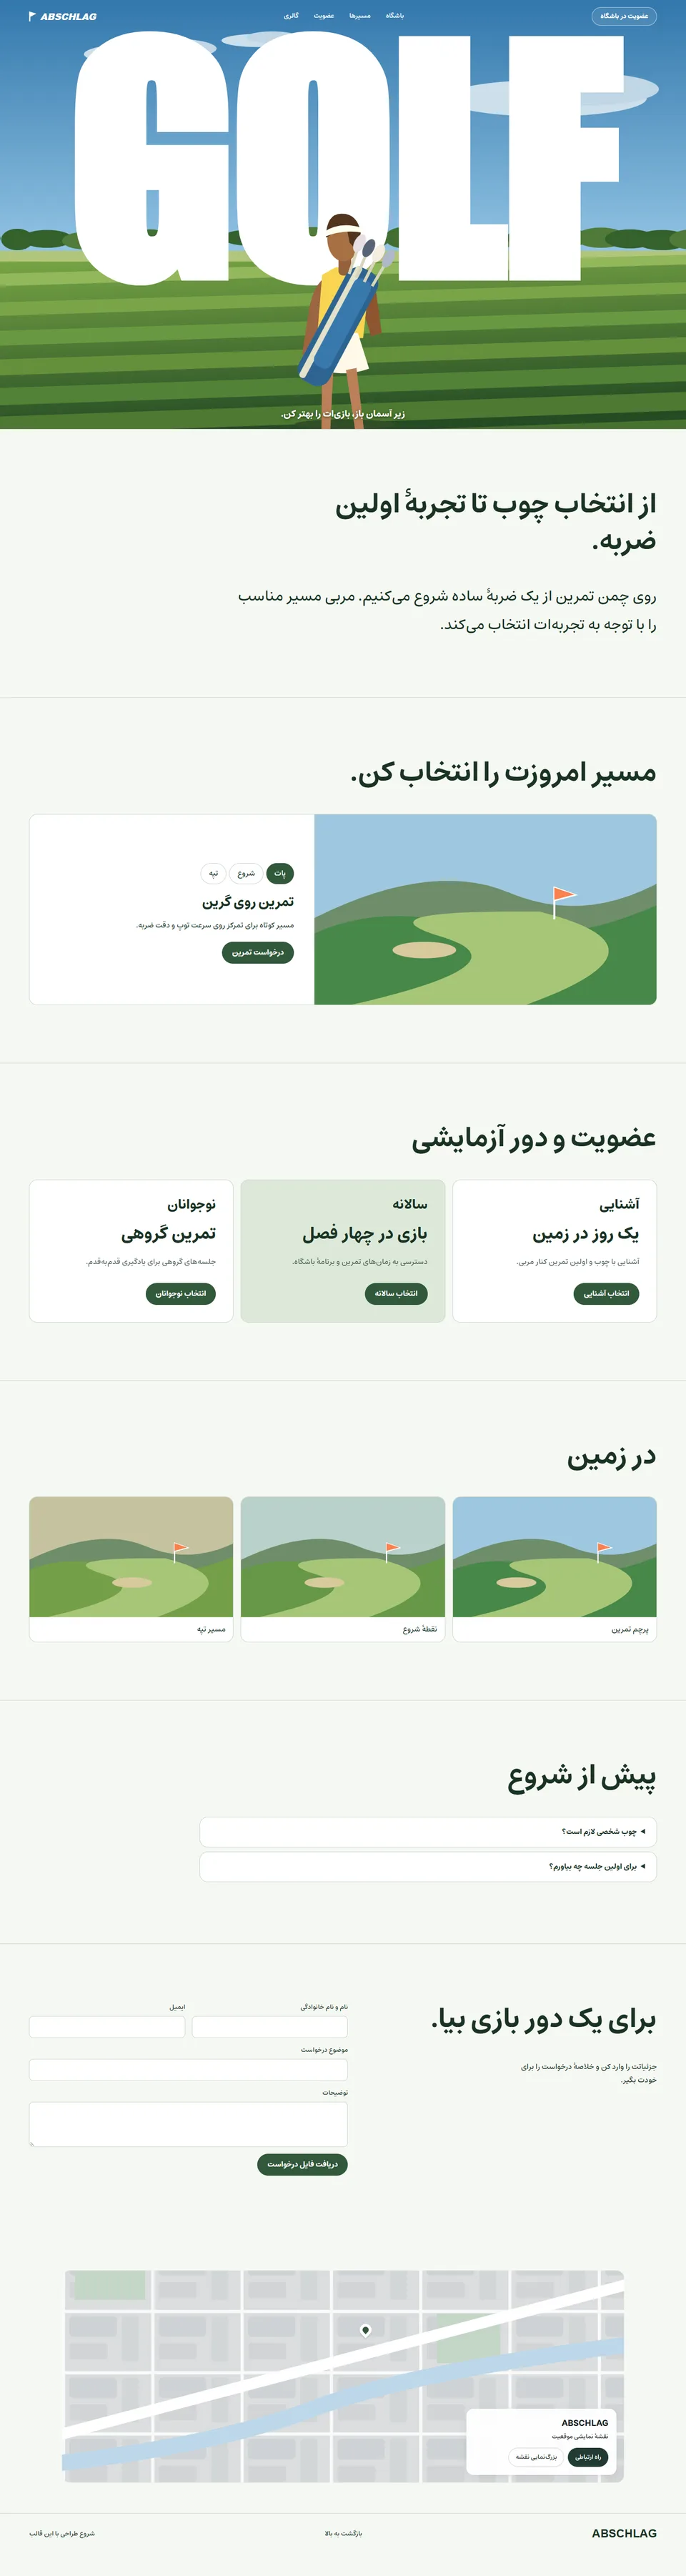 عضویت در باشگاه
باشگاه
مسیرها
عضویت
گالری
ABSCHLAG
GOLF
زیر آسمان باز، بازی‌ات را بهتر کن.
از انتخاب چوب تا تجربهٔ اولین
ضربه.
روی چمن تمرین از یک ضربهٔ ساده شروع می‌کنیم. مربی مسیر مناسب
را با توجه به تجربه‌ات انتخاب می‌کند.
مسیر امروزت را انتخاب کن.
پات
شروع
تپه
تمرین روی گرین
مسیر کوتاه برای تمرکز روی سرعت توپ و دقت ضربه.
درخواست تمرین
عضویت و دور آزمایشی
آشنایی
یک روز در زمین
آشنایی با چوب و اولین تمرین کنار مربی.
انتخاب آشنایی
سالانه
بازی در چهار فصل
دسترسی به زمان‌های تمرین و برنامهٔ باشگاه.
انتخاب سالانه
نوجوانان
تمرین گروهی
جلسه‌های گروهی برای یادگیری قدم‌به‌قدم.
انتخاب نوجوانان
در زمین
پرچم تمرین
نقطهٔ شروع
مسیر تپه
پیش از شروع
چوب شخصی لازم است؟
برای اولین جلسه چه بیاورم؟
برای یک دور بازی بیا.
جزئیاتت را وارد کن و خلاصهٔ درخواست را برای
خودت بگیر.
نام و نام خانوادگی
ایمیل
موضوع درخواست
توضیحات
دریافت فایل درخواست
ABSCHLAG
نقشهٔ نمایشی موقعیت
راه ارتباطی
بزرگ‌نمایی نقشه
ABSCHLAG
بازگشت به بالا
شروع طراحی با این قالب